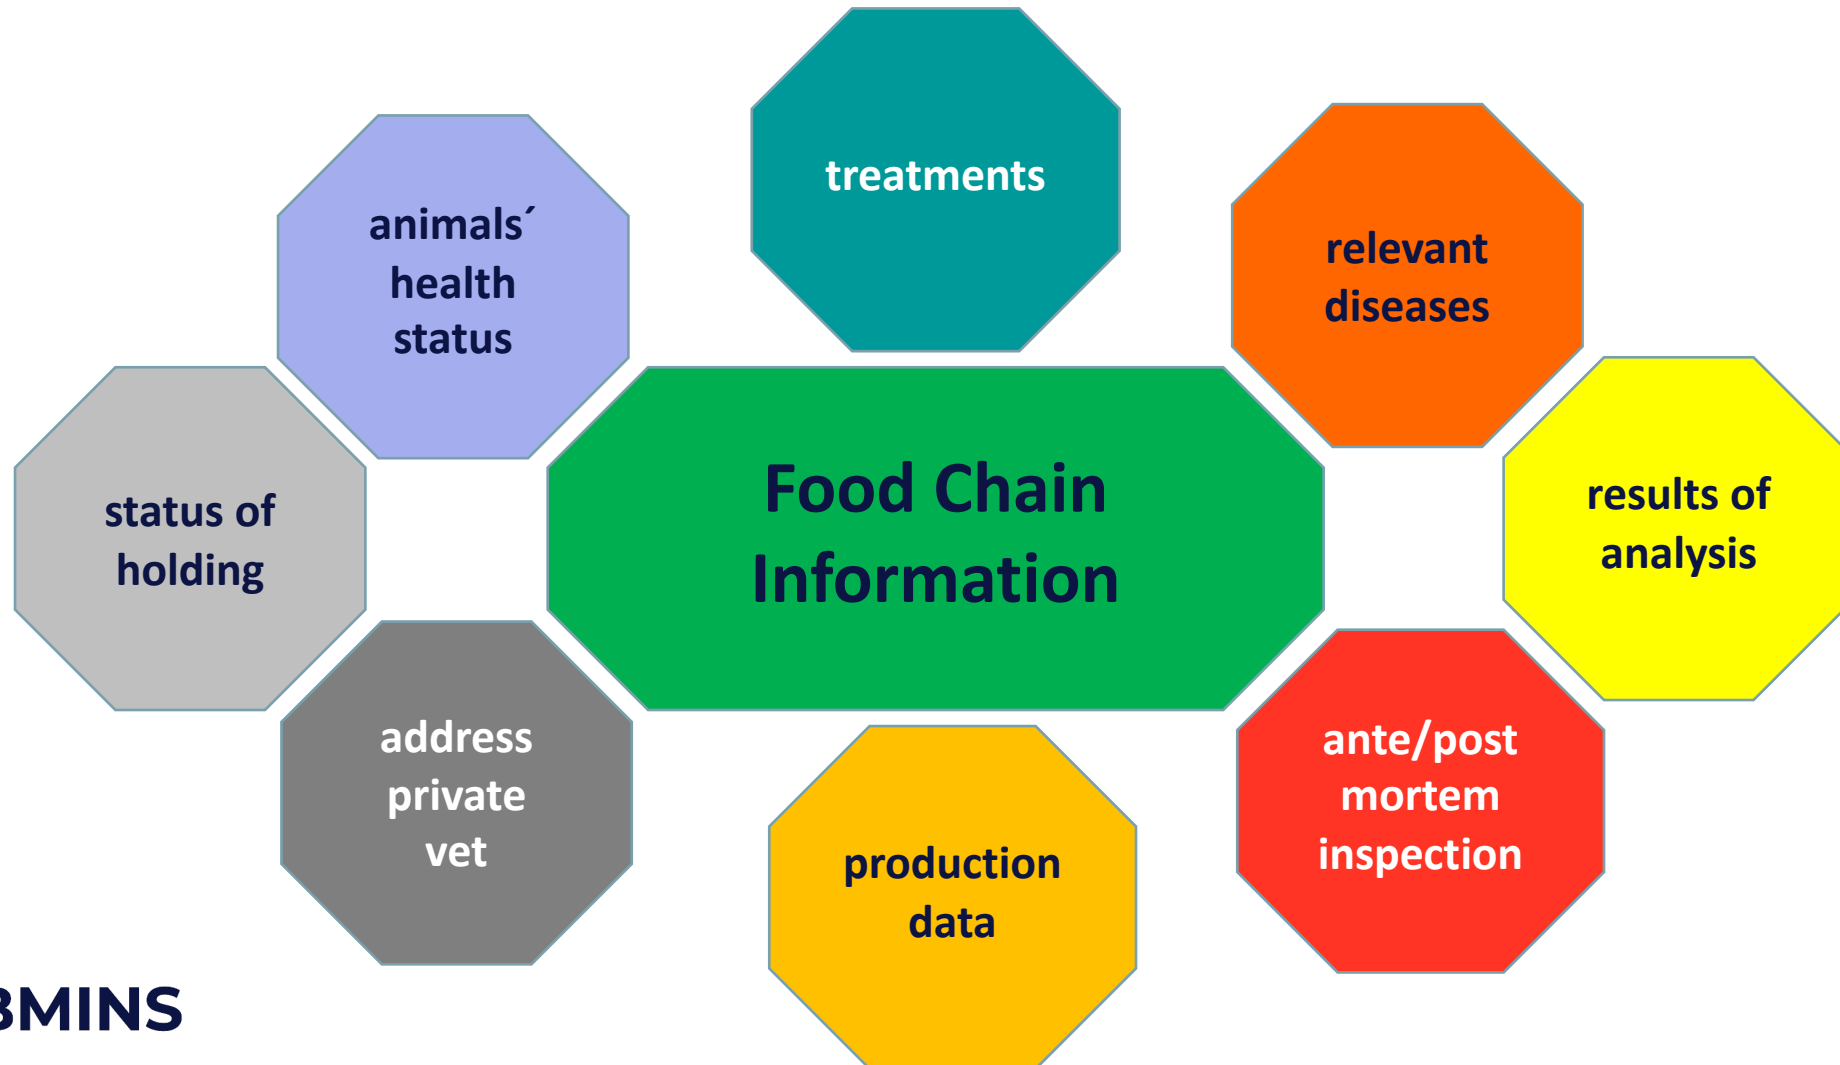 treatments
animals´
health
status
relevant
diseases
status of
holding
Food Chain
Information
results of
analysis
address
private
vet
production
data
ante/post
mortem
inspection
BMINS